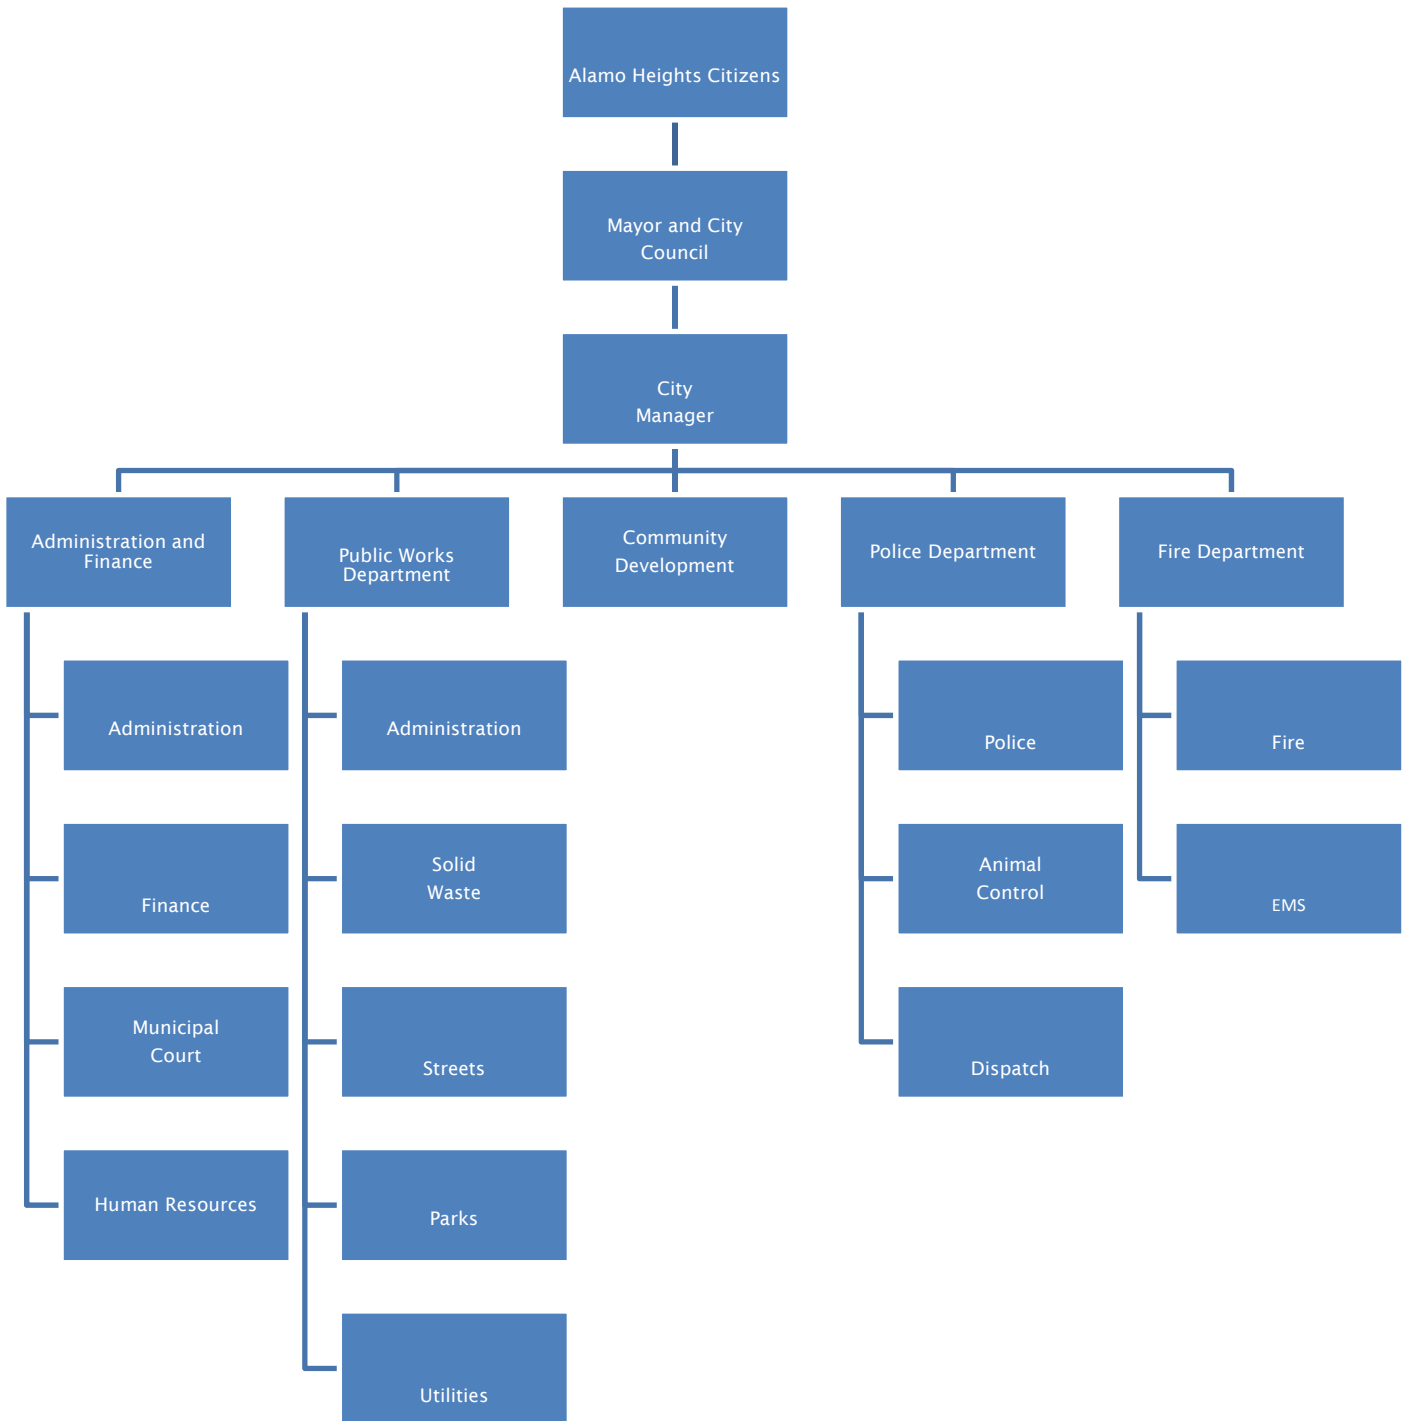 Alamo Heights Citizens
Mayor and City
Council
City
Manager
Administration and
Finance
Public Works
Department
Community
Development
Police Department
Fire Department
Administration
Administration
Police
Fire
Finance
Solid
Waste
Animal
Control
EMS
Municipal
Court
Streets
Dispatch
Human Resources
Parks
Utilities